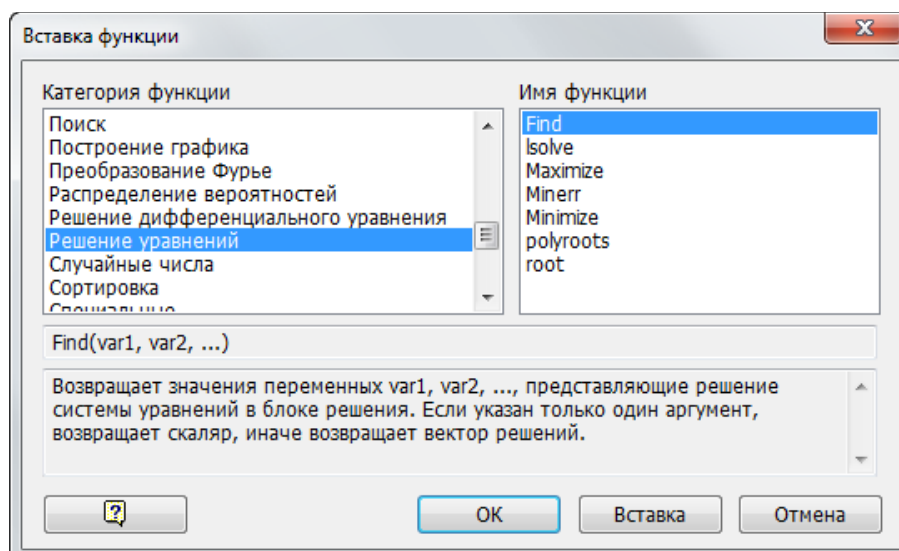 Вставка функции
Категория функции
Имя функции
Поиск
Построение графика
Преобразование Фурье
Распределение вероятностей
Решение дифференциального уравнения
Решение уравнений
Случайные числа
Сортировка
Специальные
Find
lsolve
Maximize
Minerr
Minimize
polyroots
root
Find(var1, var2, ...)
Возвращает значения переменных var1, var2, ..., представляющие решение
системы уравнений в блоке решения. Если указан только один аргумент,
возвращает скаляр, иначе возвращает вектор решений.
ОК
Вставка
Отмена